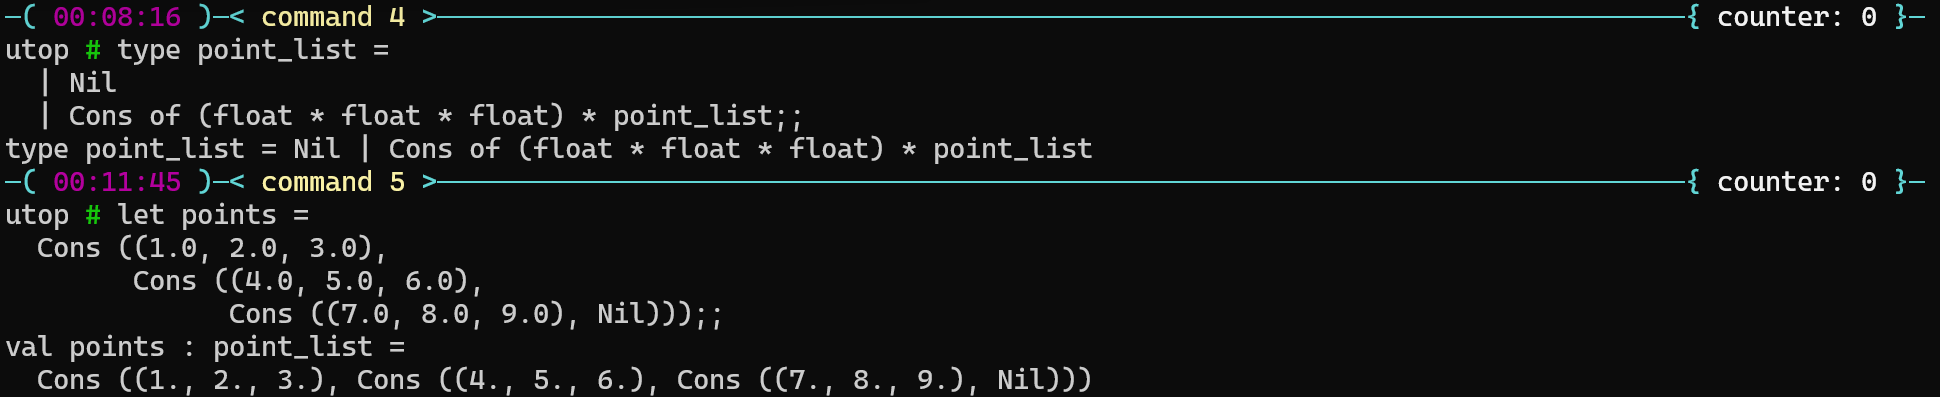 ─( 00:08:16 )─< command 4 >──────────{ counter: 0 }─
utop # type point_list =
  | Nil
  | Cons of (float * float * float) * point_list;;
type point_list = Nil | Cons of (float * float * float) * point_list
─( 00:11:45 )─< command 5 >──────────{ counter: 0 }─
utop # let points =
  Cons ((1.0, 2.0, 3.0),
        Cons ((4.0, 5.0, 6.0),
              Cons ((7.0, 8.0, 9.0), Nil)));;
val points : point_list =
  Cons ((1., 2., 3.), Cons ((4., 5., 6.), Cons ((7., 8., 9.), Nil)))